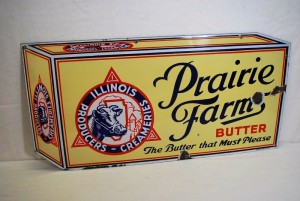 ILLINOIS
PRODUCERS - CREAMERIES
Prairie
Farms
BUTTER
The Butter that Must Please